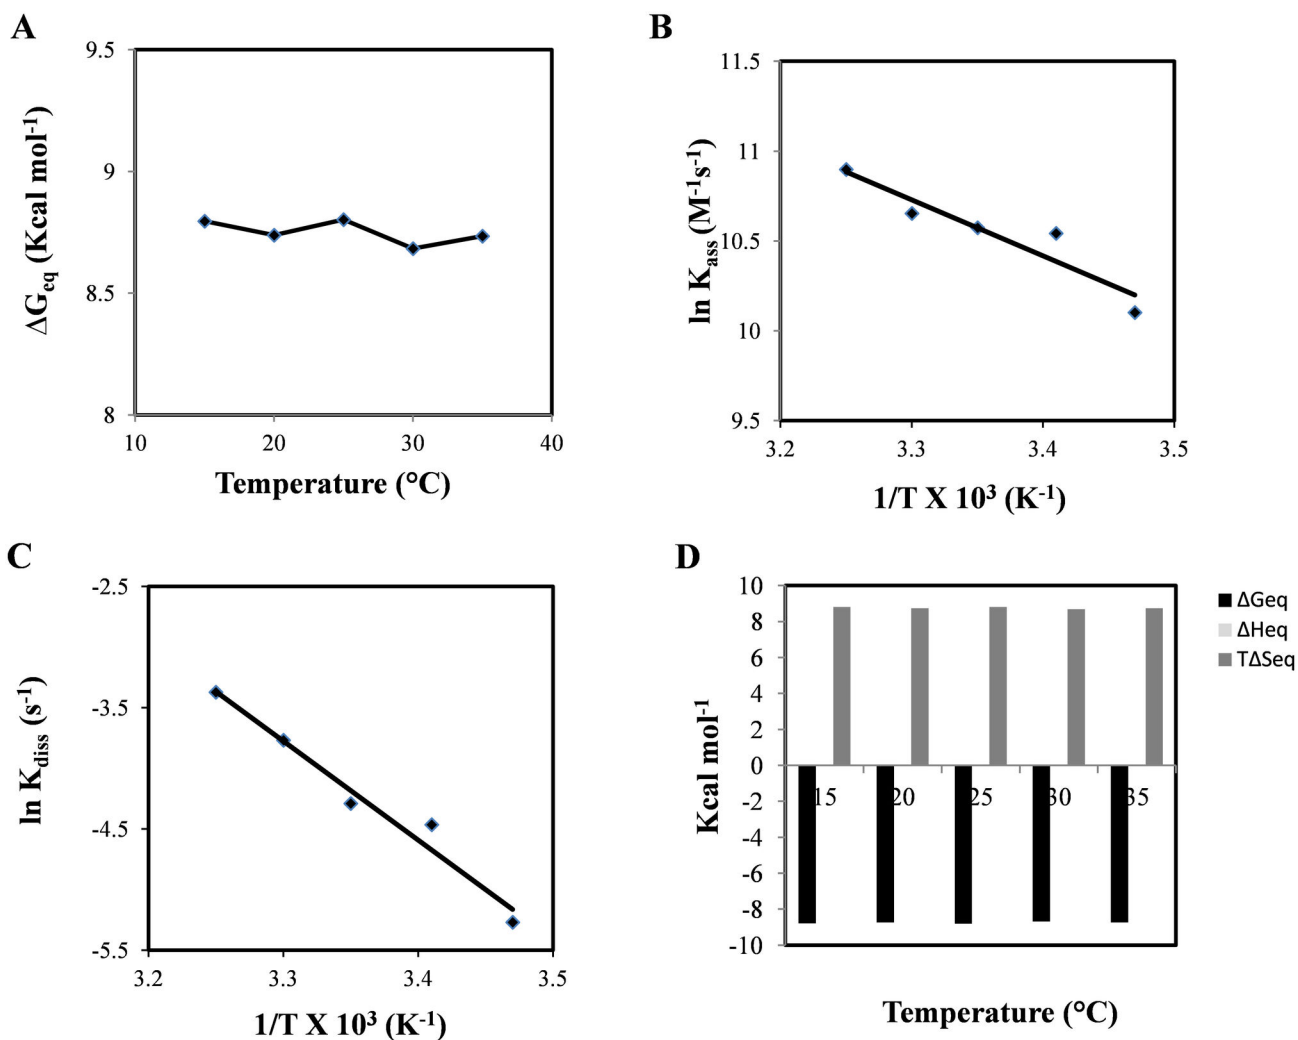 A
9.5
9
8.5
8
10
20
30
40
ΔGeq (Kcal mol-1)
Temperature (°C)
B
11.5
11
10.5
10
9.5
3.2
3.3
3.4
3.5
ln Kass (M-1s-1)
1/T X 103 (K-1)
C
-2.5
-3.5
-4.5
-5.5
3.2
3.3
3.4
3.5
ln Kdiss (s-1)
1/T X 103 (K-1)
D
10
8
6
4
2
0
-2
-4
-6
-8
-10
15
20
25
30
35
Kcal mol-1
Temperature (°C)
ΔGeq
ΔHeq
TΔSeq